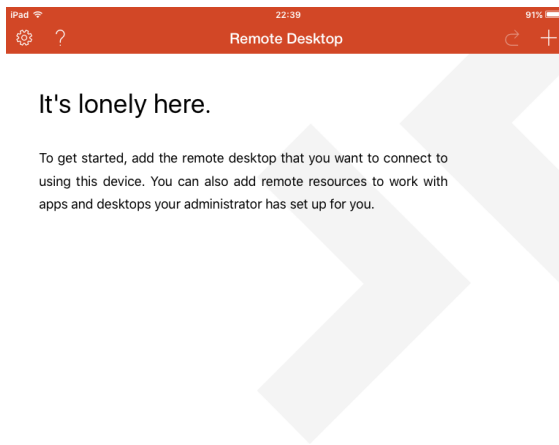 iPad 22:39 91%
? Remote Desktop +
It's lonely here.
To get started, add the remote desktop that you want to connect to
using this device. You can also add remote resources to work with
apps and desktops your administrator has set up for you.